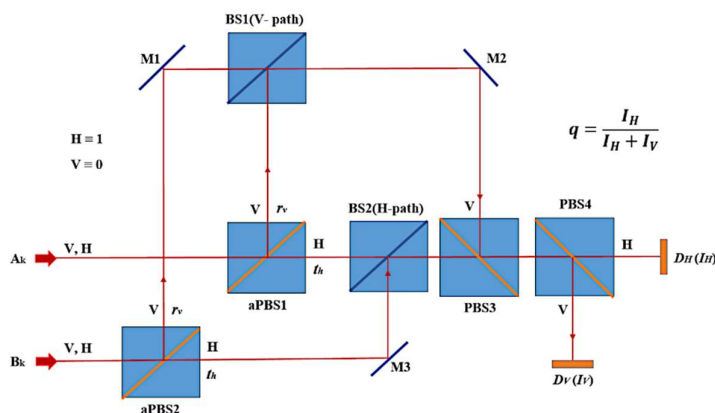 BS1(V- path)
M1
M2
H = 1
V = 0
q = I_H / (I_H + I_V)
V r_v
BS2(H-path)
PBS4
V
A_k
V, H
H
t_h
H
D_H (I_H)
aPBS1
PBS3
V r_v
V
B_k
V, H
H
t_h
M3
D_V (I_V)
aPBS2